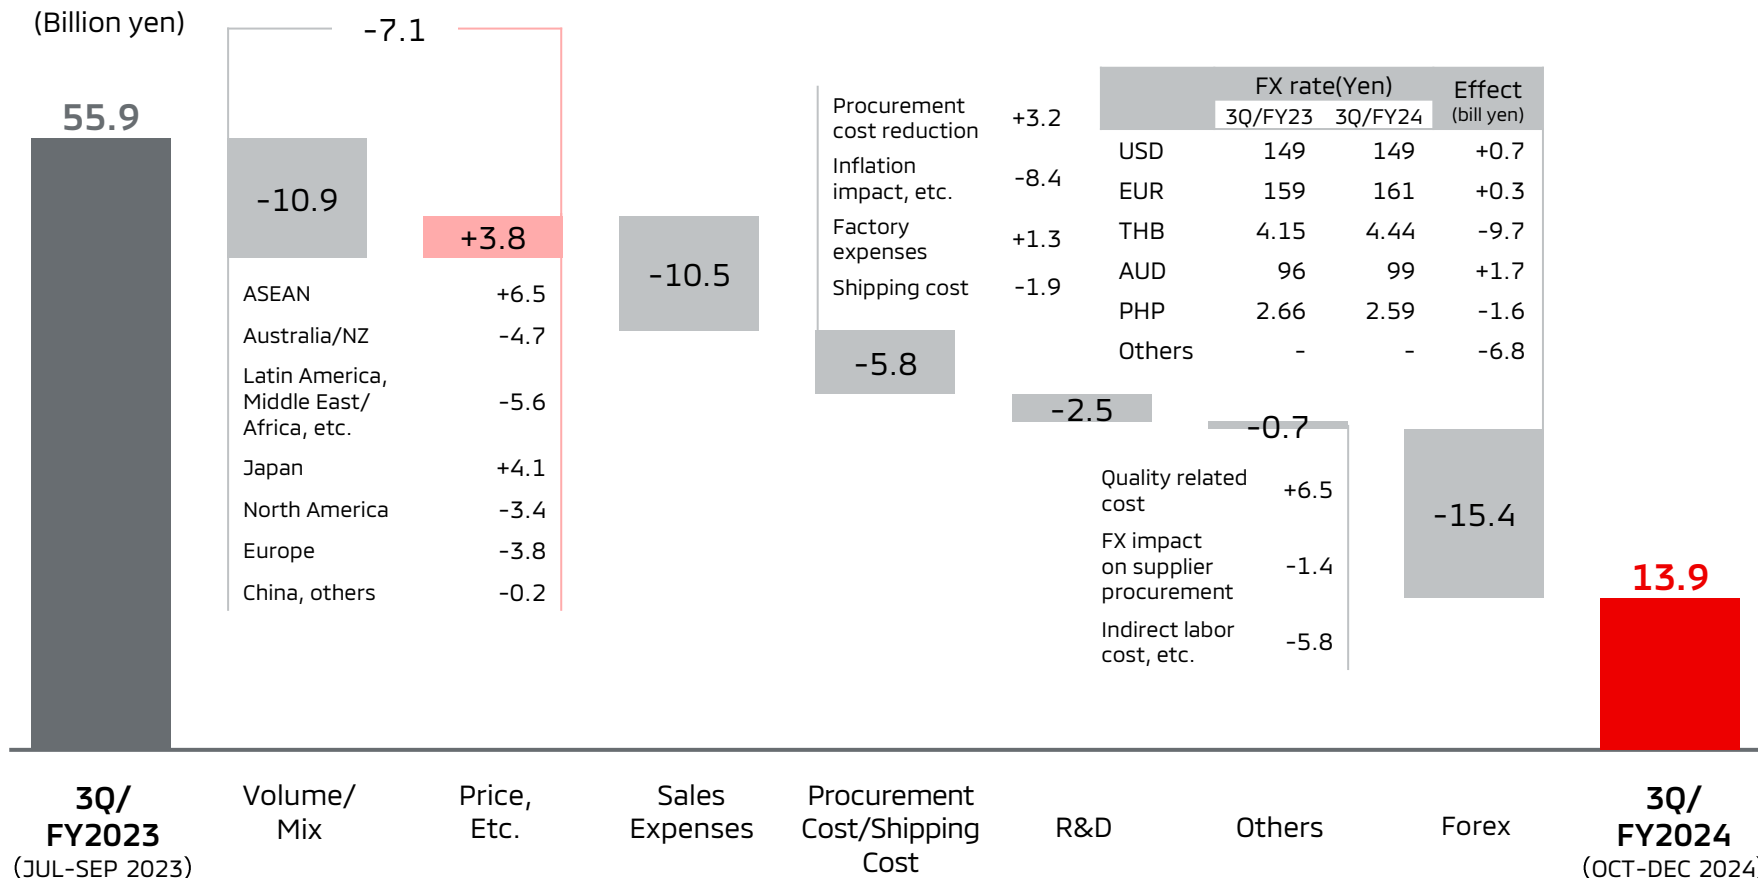 (Billion yen)
-7.1
55.9
-10.9
+3.8
ASEAN +6.5
Australia/NZ -4.7
Latin America,
Middle East/ -5.6
Africa, etc.
Japan +4.1
North America -3.4
Europe -3.8
China, others -0.2
-10.5
Procurement
cost reduction +3.2
Inflation
impact, etc. -8.4
Factory
expenses +1.3
Shipping cost -1.9
-5.8
-2.5
-0.7
Quality related
cost +6.5
FX impact
on supplier -1.4
procurement
Indirect labor
cost, etc. -5.8
FX rate(Yen) Effect
3Q/FY23 3Q/FY24 (bill yen)
USD 149 149 +0.7
EUR 159 161 +0.3
THB 4.15 4.44 -9.7
AUD 96 99 +1.7
PHP 2.66 2.59 -1.6
Others - - -6.8
-15.4
13.9
3Q/
FY2023
(JUL-SEP 2023)
Volume/
Mix
Price,
Etc.
Sales
Expenses
Procurement
Cost/Shipping
Cost
R&D
Others
Forex
3Q/
FY2024
(OCT-DEC 2024)